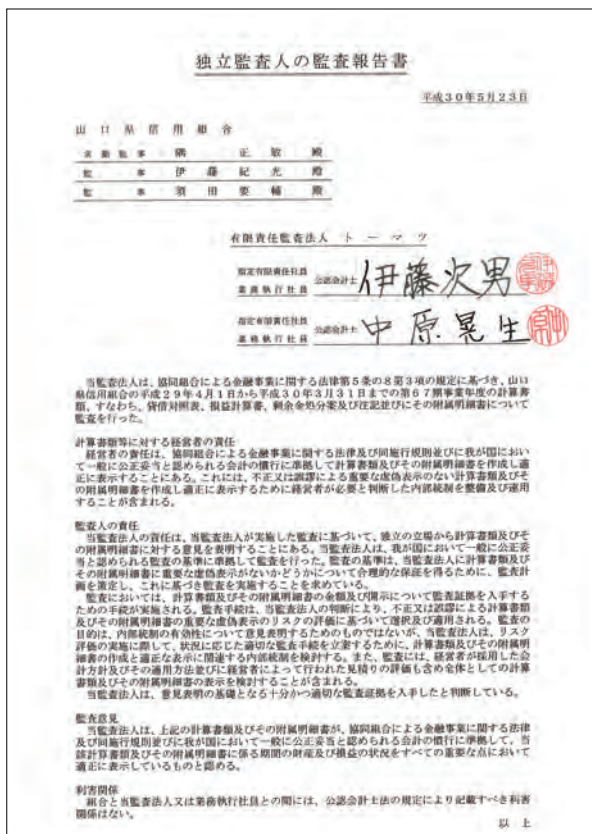 独立監査人の監査報告書
平成30年5月23日
山口県信用組合
常勤監事 隅 正敏 殿
監事 伊藤紀光 殿
監事 須田要輔 殿
有限責任監査法人 トーマツ
指定有限責任社員
業務執行社員
公認会計士 伊藤次男
指定有限責任社員
業務執行社員
公認会計士 中原晃生
当監査法人は、協同組合による金融事業に関する法律第5条の8第3項の規定に基づき、山口
県信用組合の平成29年4月1日から平成30年3月31日までの第67期事業年度の計算書
類、すなわち、貸借対照表、損益計算書、剰余金処分案及び注記並びにその附属明細書について
監査を行った。
計算書類等に対する経営者の責任
経営者の責任は、協同組合による金融事業に関する法律及び同施行規則並びに我が国におい
て一般に公正妥当と認められる会計の慣行に準拠して計算書類及びその附属明細書を作成し適
正に表示することにある。これには、不正又は誤謬による重要な虚偽表示のない計算書類及びそ
の附属明細書を作成し適正に表示するために経営者が必要と判断した内部統制を整備及び運用
することが含まれる。
監査人の責任
当監査法人の責任は、当監査法人が実施した監査に基づいて、独立の立場から計算書類及びそ
の附属明細書に対する意見を表明することにある。当監査法人は、我が国において一般に公正妥
当と認められる監査の基準に準拠して監査を行った。監査の基準は、当監査法人に計算書類及び
その附属明細書に重要な虚偽表示がないかどうかについて合理的な保証を得るために、監査計
画を策定し、これに基づき監査を実施することを求めている。
監査においては、計算書類及びその附属明細書の金額及び開示について監査証拠を入手す
るための手続が実施される。監査手続は、当監査法人の判断により、不正又は誤謬による計算書類
及びその附属明細書の重要な虚偽表示のリスクの評価に基づいて選択及び適用される。監査の
目的は、内部統制の有効性について意見表明するためのものではないが、当監査法人は、リスク
評価の実施に際して、状況に応じた適切な監査手続を立案するために、計算書類及びその附属明
細書の作成と適正な表示に関連する内部統制を検討する。また、監査には、経営者が採用した会
計方針及びその適用方法並びに経営者によって行われた見積りの評価も含め全体としての計算
書類及びその附属明細書の表示を検討することが含まれる。
当監査法人は、意見表明の基礎となる十分かつ適切な監査証拠を入手したと判断している。
監査意見
当監査法人は、上記の計算書類及びその附属明細書が、協同組合による金融事業に関する法律
及び同施行規則並びに我が国において一般に公正妥当と認められる会計の慣行に準拠して、当
該計算書類及びその附属明細書に係る期間の財産及び損益の状況をすべての重要な点において
適正に表示しているものと認める。
利害関係
組合と当監査法人又は業務執行社員との間には、公認会計士法の規定により記載すべき利害
関係はない。
以上